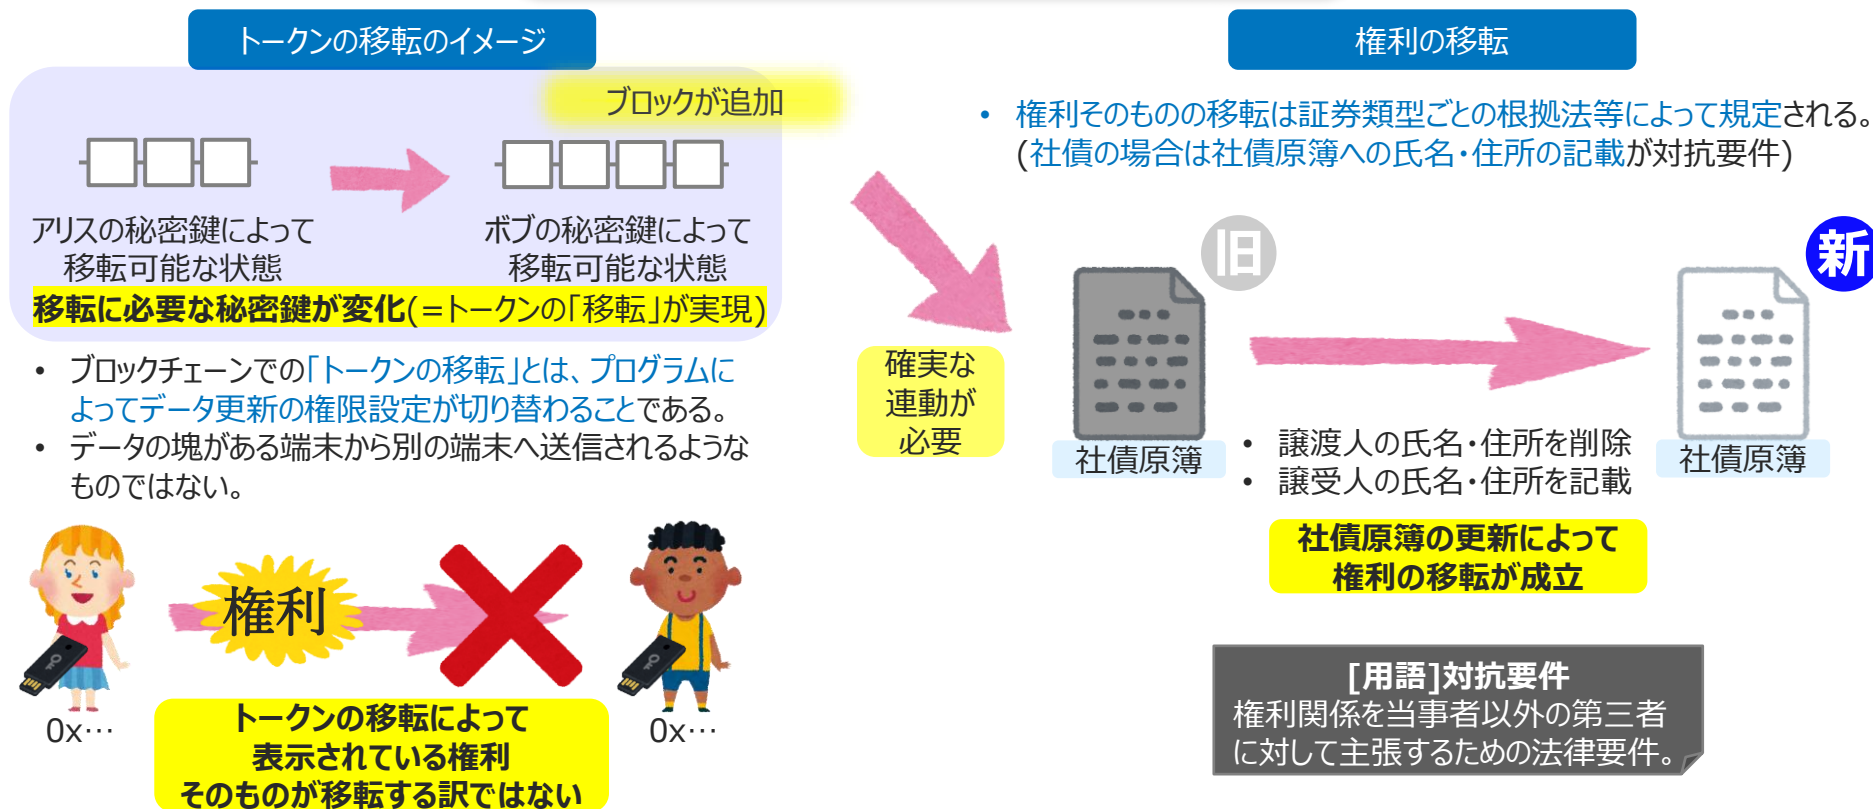 トークンの移転のイメージ
ブロックが追加
アリスの秘密鍵によって
移転可能な状態
ボブの秘密鍵によって
移転可能な状態
移転に必要な秘密鍵が変化(=トークンの「移転」が実現)
• ブロックチェーンでの「トークンの移転」とは、プログラムに
よってデータ更新の権限設定が切り替わることである。
• データの塊がある端末から別の端末へ送信されるような
ものではない。
権利
0x…
0x…
トークンの移転によって
表示されている権利
そのものが移転する訳ではない
確実な
連動が
必要
権利の移転
• 権利そのものの移転は証券類型ごとの根拠法等によって規定される。
(社債の場合は社債原簿への氏名・住所の記載が対抗要件)
旧
新
社債原簿
• 譲渡人の氏名・住所を削除
• 譲受人の氏名・住所を記載
社債原簿
社債原簿の更新によって
権利の移転が成立
[用語]対抗要件
権利関係を当事者以外の第三者
に対して主張するための法律要件。